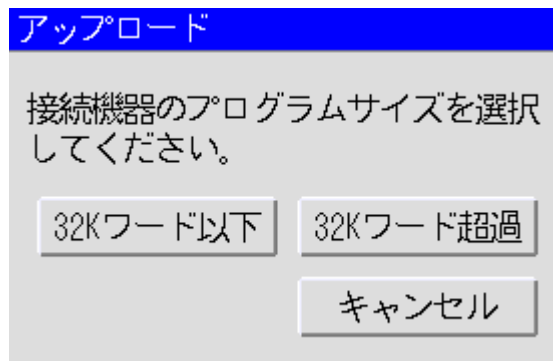 アップロード
接続機器のプログラムサイズを選択
してください。
32Kワード以下 32Kワード超過
キャンセル